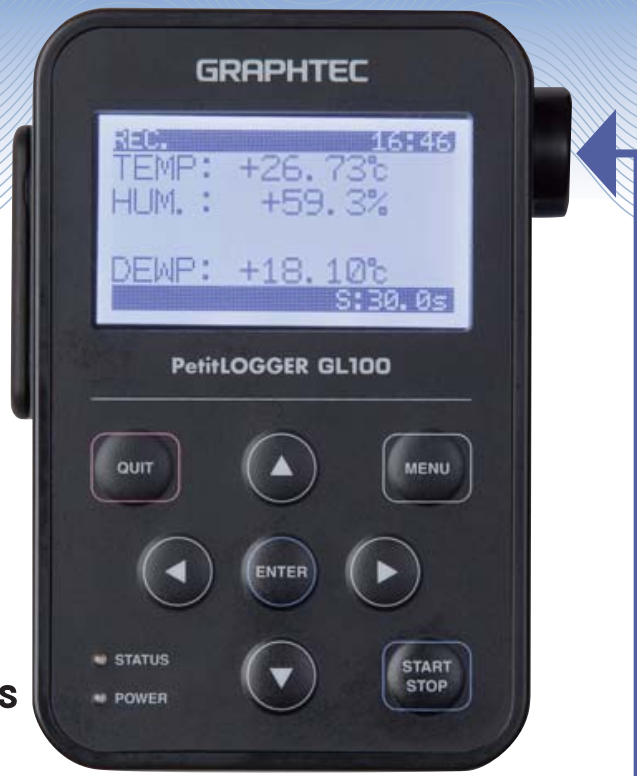 GRAPHTEC
REC. 16:46
TEMP: +26.73℃
HUM. : +59.3%
DEWP: +18.10℃
S:30.0s
PetitLOGGER GL100
QUIT
MENU
ENTER
STATUS
POWER
START
STOP
s